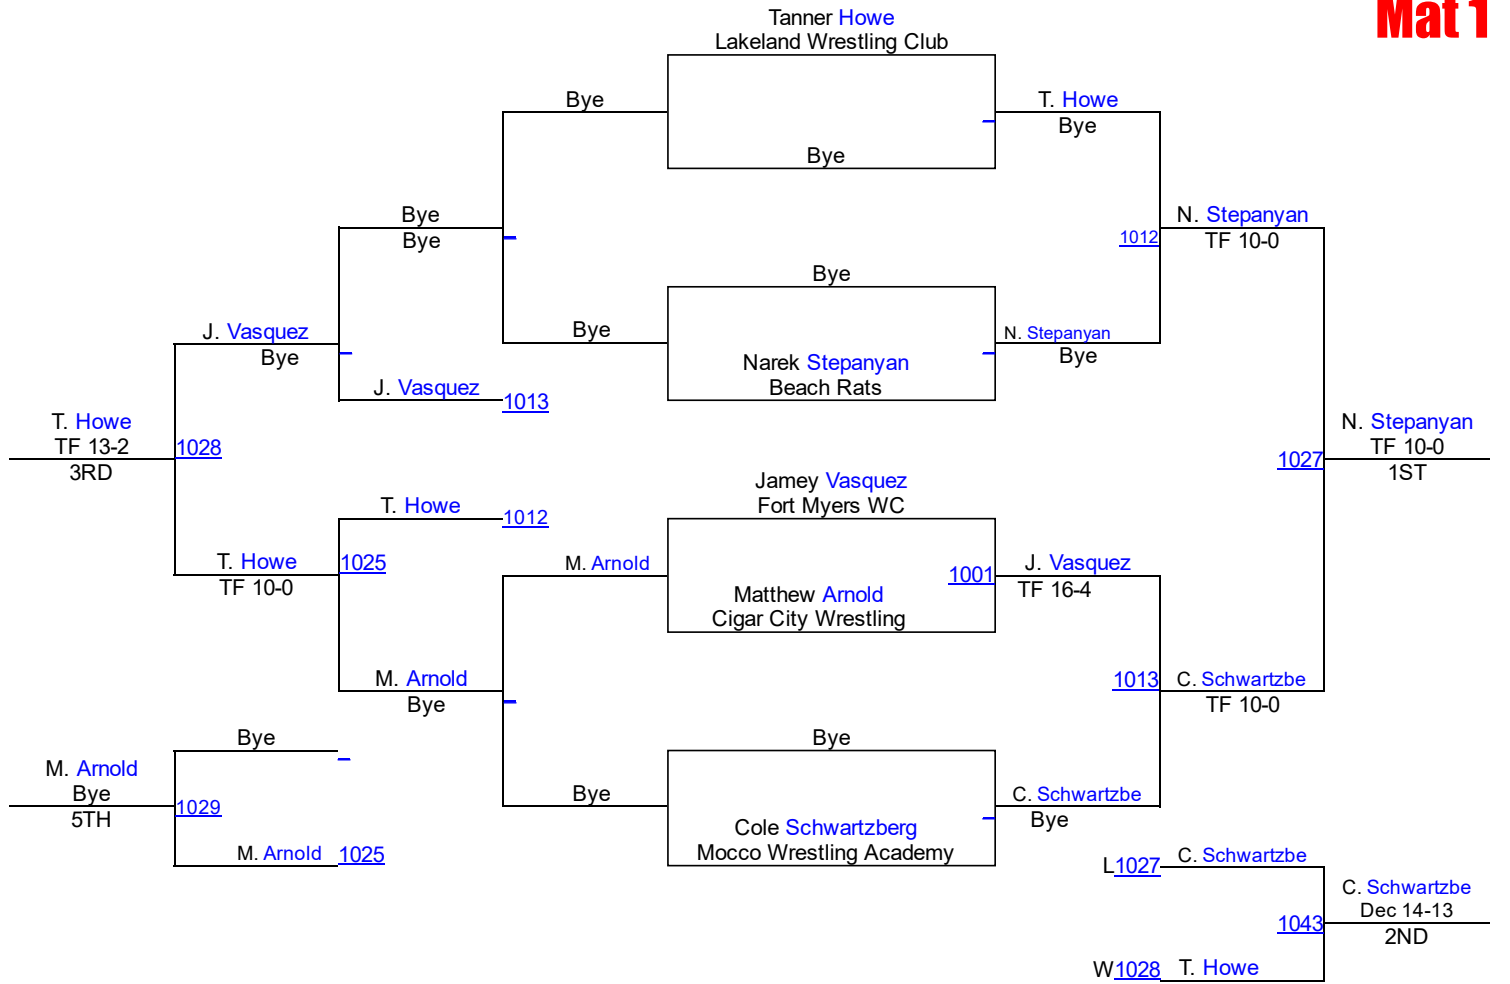 Mat 1
Tanner Howe
Lakeland Wrestling Club
Bye
T. Howe
Bye
Bye
Bye
Bye
N. Stepanyan
1012
TF 10-0
Bye
J. Vasquez
Bye
Bye
N. Stepanyan
Bye
Narek Stepanyan
Beach Rats
J. Vasquez
1013
T. Howe
TF 13-2
3RD
1028
N. Stepanyan
TF 10-0
1ST
1027
Jamey Vasquez
Fort Myers WC
T. Howe
1012
T. Howe
TF 10-0
1025
M. Arnold
1001
J. Vasquez
TF 16-4
Matthew Arnold
Cigar City Wrestling
M. Arnold
Bye
1013
C. Schwartzbe
TF 10-0
Bye
Bye
M. Arnold
Bye
5TH
1029
Bye
C. Schwartzbe
Bye
Cole Schwartzberg
Mocco Wrestling Academy
M. Arnold 1025
L1027 C. Schwartzbe
C. Schwartzbe
Dec 14-13
2ND
1043
W1028 T. Howe